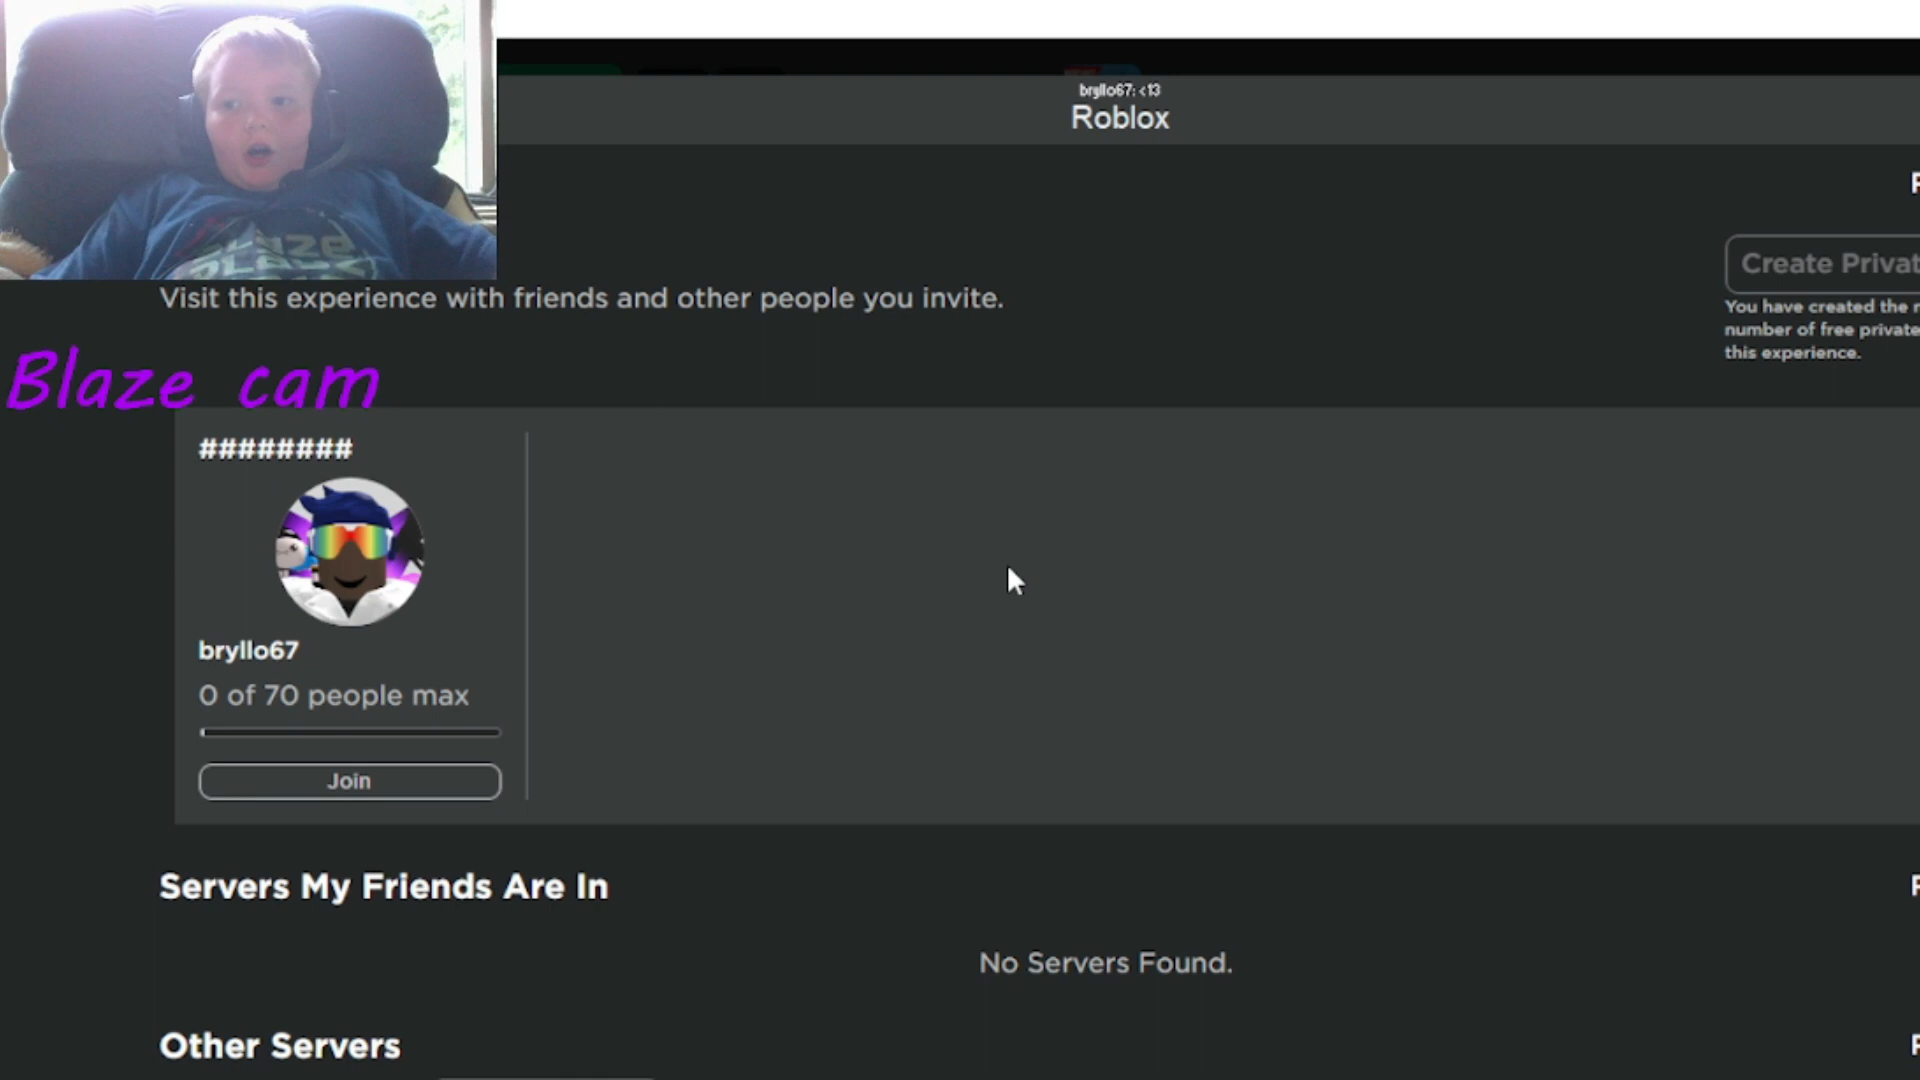 bryllo67: <13
Roblox
Create Privat
Visit this experience with friends and other people you invite.
You have created the
number of free private
this experience.
Blaze cam
########
bryllo67
0 of 70 people max
Join
Servers My Friends Are In
No Servers Found.
Other Servers